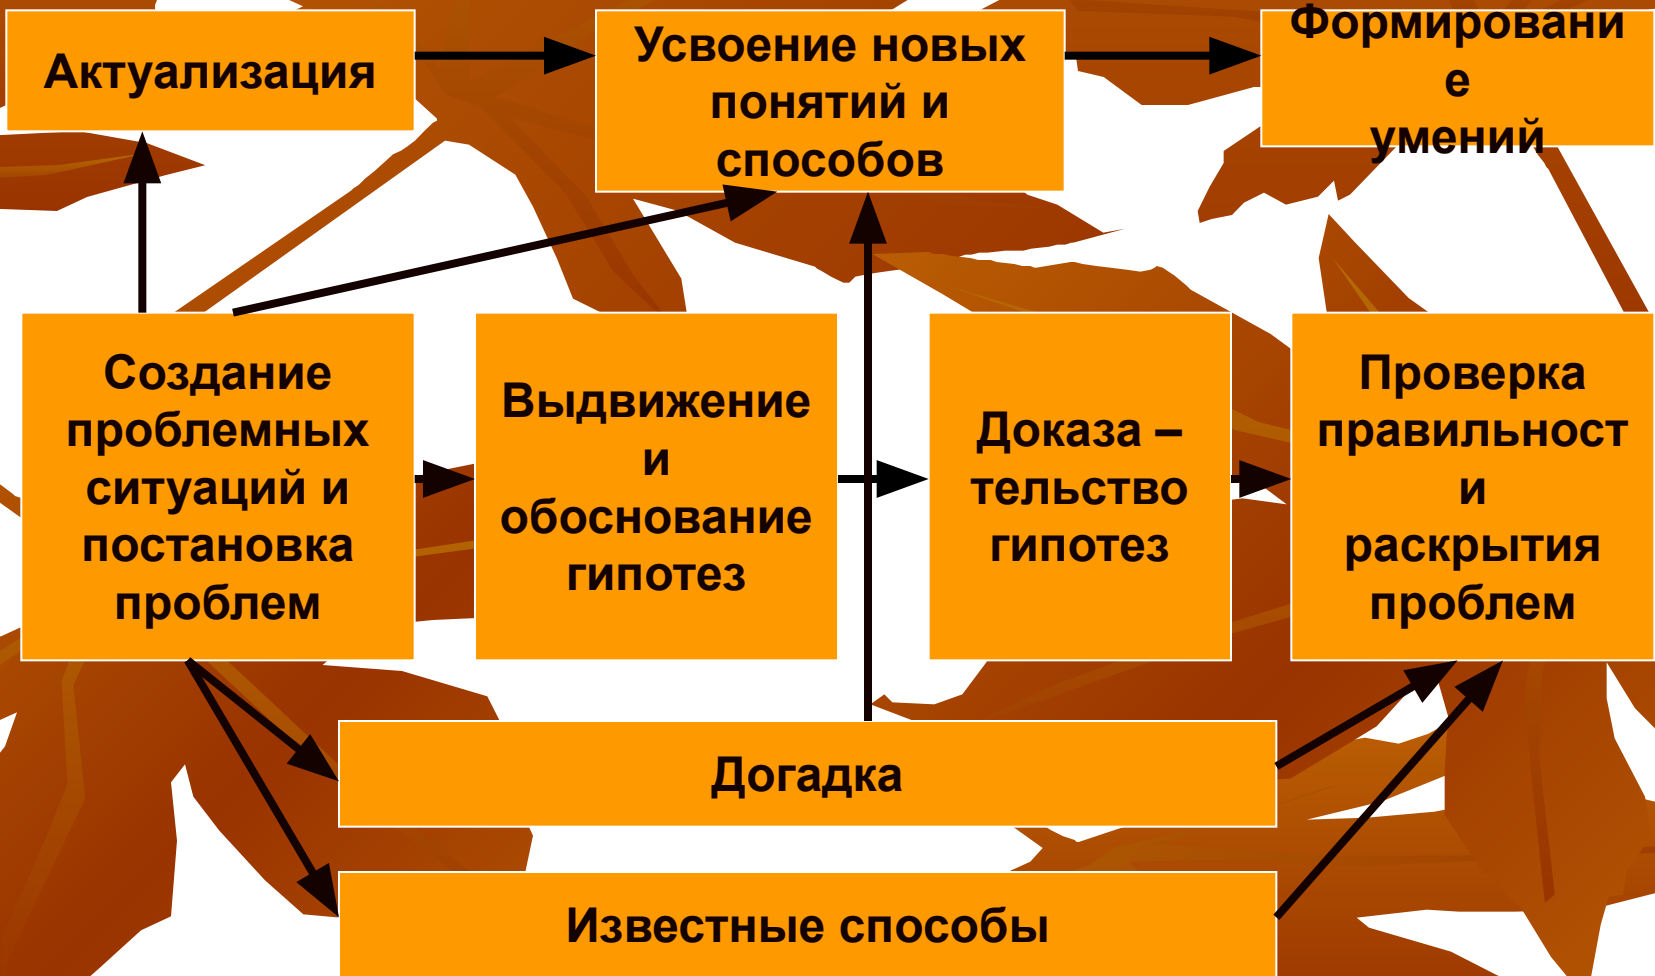 Актуализация
Усвоение новых
понятий и
способов
Формировани
е
умений
Создание
проблемных
ситуаций и
постановка
проблем
Выдвижение
и
обоснование
гипотез
Доказа –
тельство
гипотез
Проверка
правильност
и
раскрытия
проблем
Догадка
Известные способы